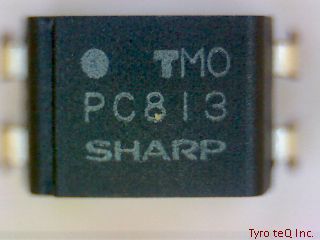 TMO
PC813
SHARP
Tyro teQ Inc.